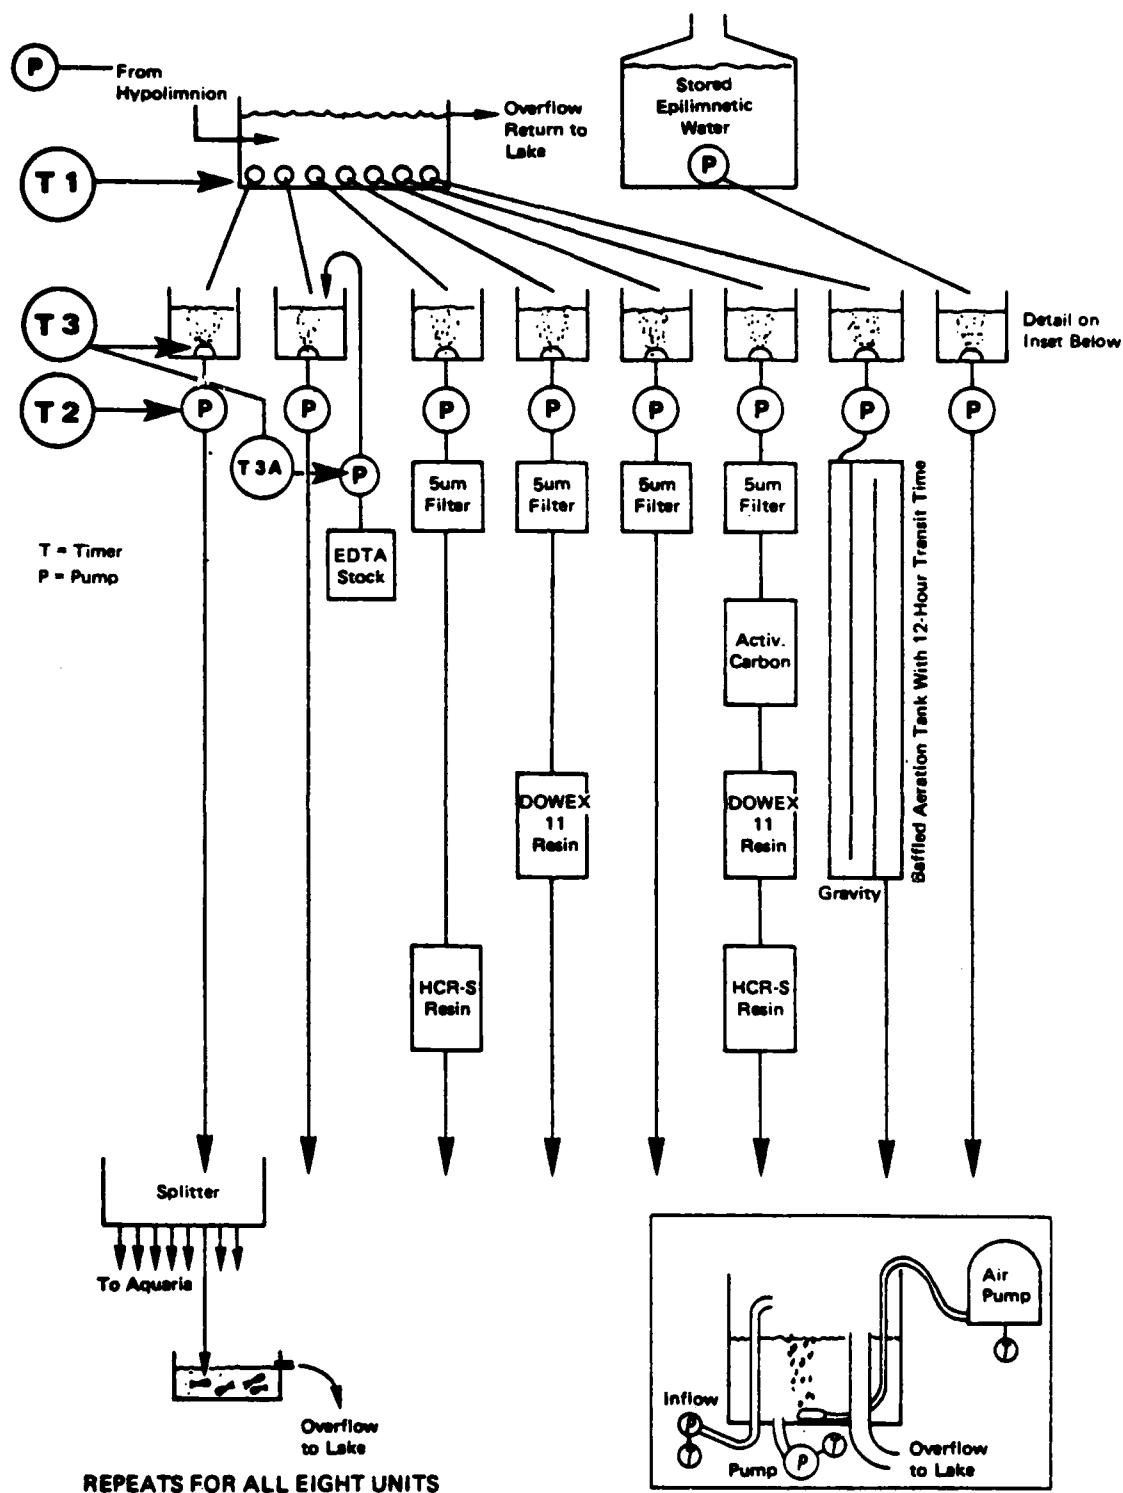 P
From
Hypolimnion
Overflow
Return to
Lake
Stored
Epilimnetic
Water
P
T 1
T 3
Detail on
Inset Below
T 2
P
P
P
P
P
P
P
P
T 3A
P
5um
Filter
5um
Filter
5um
Filter
5um
Filter
T = Timer
P = Pump
EDTA
Stock
Activ.
Carbon
Baffled Aeration Tank With 12-Hour Transit Time
DOWEX
11
Resin
DOWEX
11
Resin
Gravity
HCR-S
Resin
HCR-S
Resin
Splitter
To Aquaria
Overflow
to Lake
REPEATS FOR ALL EIGHT UNITS
Air
Pump
T
Inflow
P
T
Pump
P
T
Overflow
to Lake